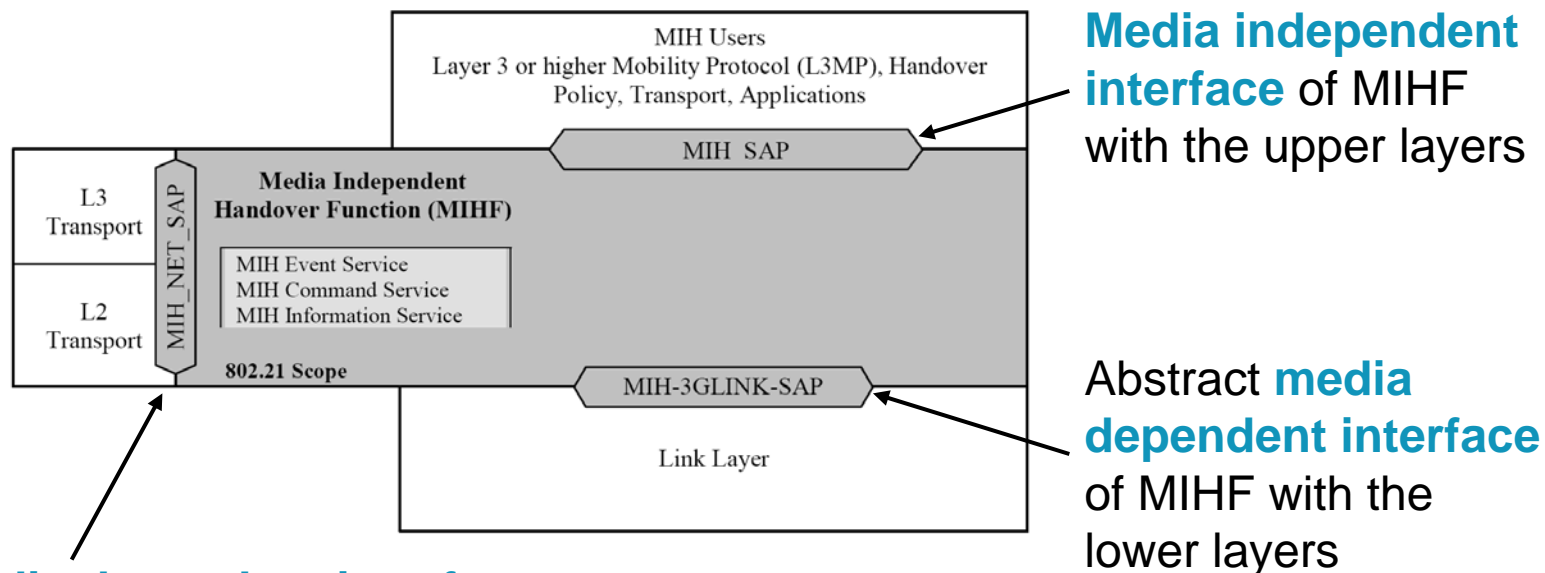 MIH Users
Layer 3 or higher Mobility Protocol (L3MP), Handover
Policy, Transport, Applications
MIH SAP
Media independent
interface of MIHF
with the upper layers
L3
Transport
L2
Transport
MIH_NET_SAP
Media Independent
Handover Function (MIHF)
MIH Event Service
MIH Command Service
MIH Information Service
802.21 Scope
MIH-3GLINK-SAP
Link Layer
Abstract media
dependent interface
of MIHF with the
lower layers